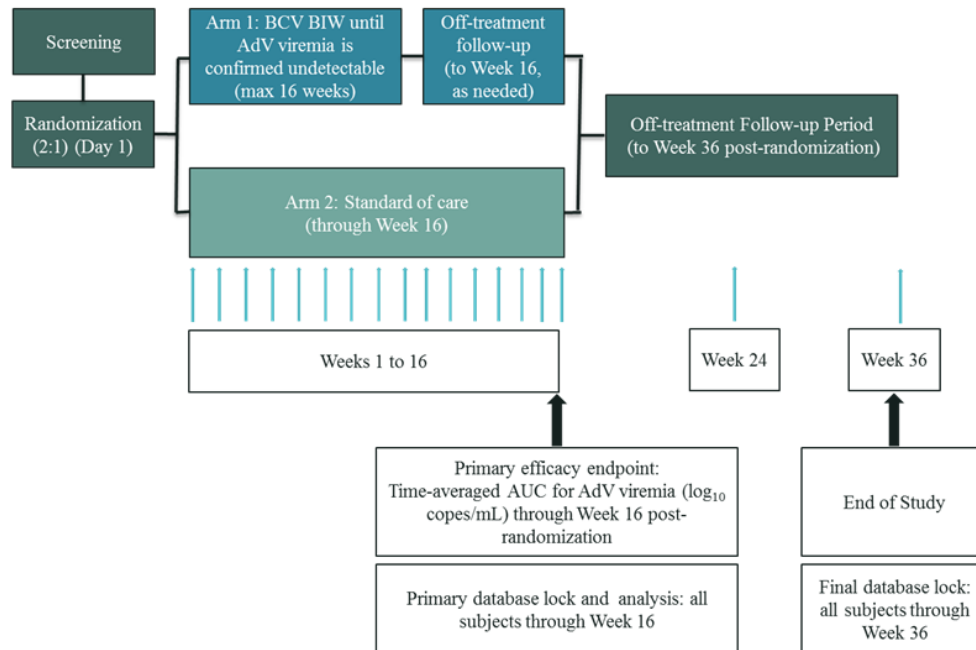 Screening
Randomization
(2:1) (Day 1)
Arm 1: BCV BIW until
AdV viremia is
confirmed undetectable
(max 16 weeks)
Off-treatment
follow-up
(to Week 16,
as needed)
Arm 2: Standard of care
(through Week 16)
Off-treatment Follow-up Period
(to Week 36 post-randomization)
Weeks 1 to 16
Week 24
Week 36
Primary efficacy endpoint:
Time-averaged AUC for AdV viremia (log₁₀
copes/mL) through Week 16 post-
randomization
End of Study
Primary database lock and analysis: all
subjects through Week 16
Final database lock:
all subjects through
Week 36